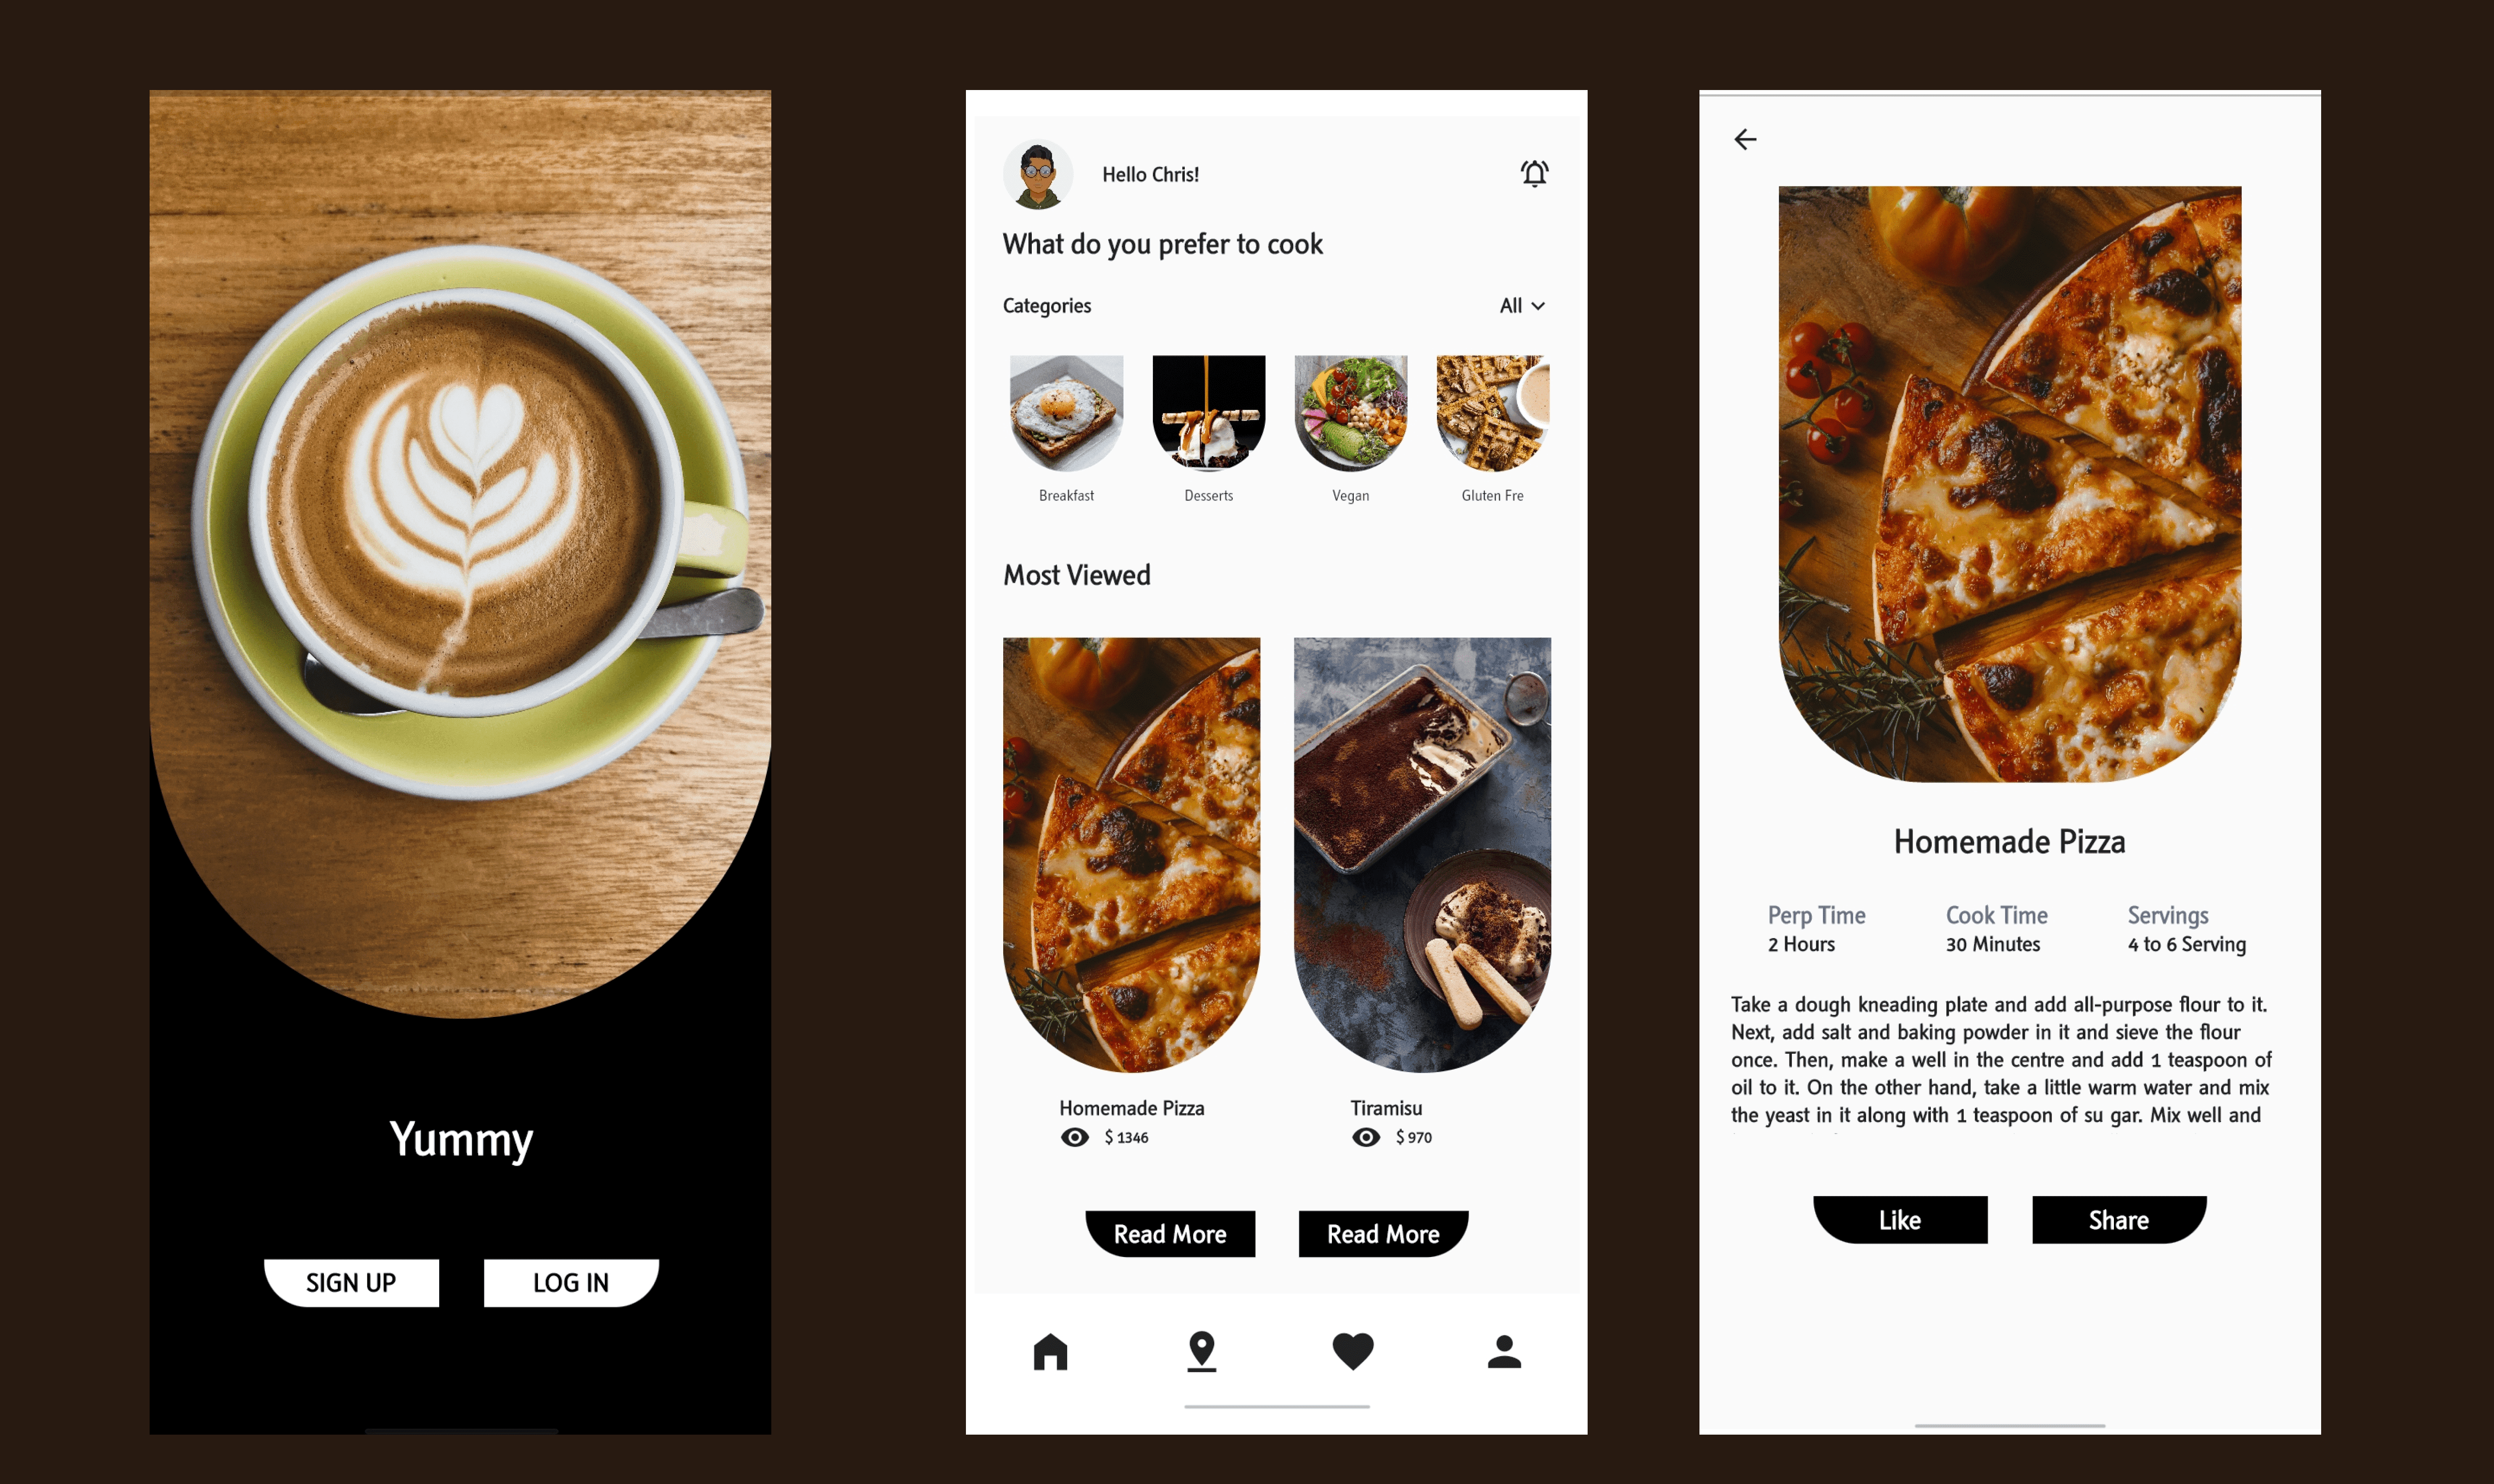 Yummy
SIGN UP
LOG IN
Hello Chris!
What do you prefer to cook
Categories
All
Breakfast
Desserts
Vegan
Gluten Fre
Most Viewed
Homemade Pizza
$ 1346
Tiramisu
$ 970
Read More
Read More
Homemade Pizza
Perp Time
2 Hours
Cook Time
30 Minutes
Servings
4 to 6 Serving
Take a dough kneading plate and add all-purpose flour to it.
Next, add salt and baking powder in it and sieve the flour
once. Then, make a well in the centre and add 1 teaspoon of
oil to it. On the other hand, take a little warm water and mix
the yeast in it along with 1 teaspoon of su gar. Mix well and
Like
Share